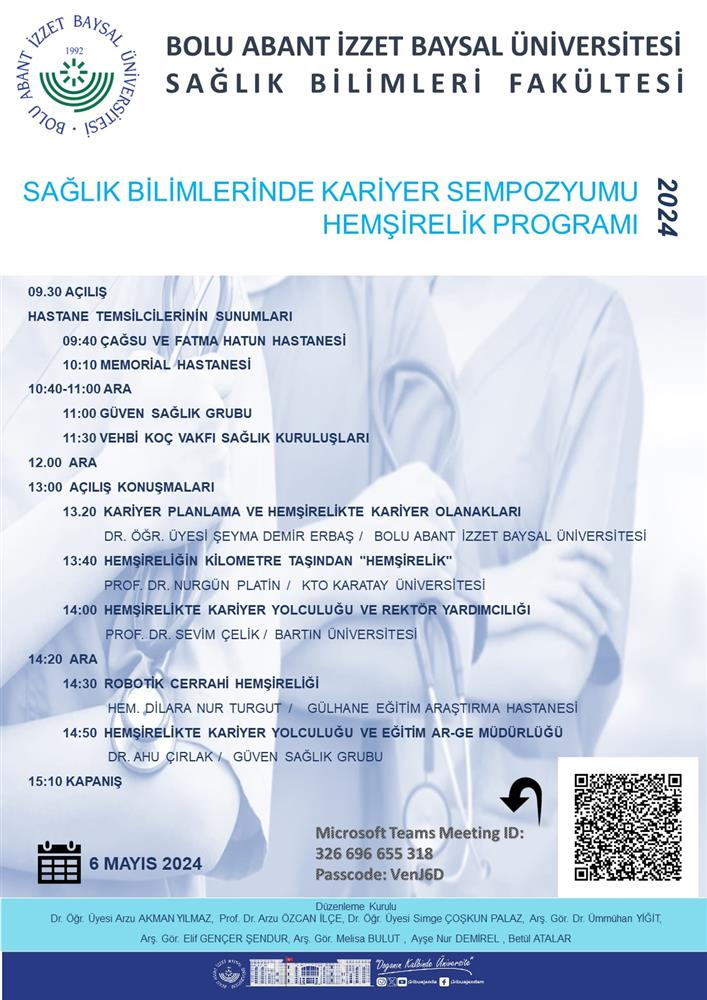 BOLU ABANT İZZET BAYSAL ÜNİVERSİTESİ
1992
BOLU ABANT İZZET BAYSAL ÜNİVERSİTESİ
SAĞLIK BİLİMLERİ FAKÜLTESİ
SAĞLIK BİLİMLERİNDE KARİYER SEMPOZYUMU
HEMŞİRELİK PROGRAMI
2024
09.30 AÇILIŞ
HASTANE TEMSİLCİLERİNİN SUNUMLARI
09:40 ÇAĞSU VE FATMA HATUN HASTANESİ
10:10 MEMORIAL HASTANESİ
10:40-11:00 ARA
11:00 GÜVEN SAĞLIK GRUBU
11:30 VEHBİ KOÇ VAKFI SAĞLIK KURULUŞLARI
12.00 ARA
13:00 AÇILIŞ KONUŞMALARI
13.20 KARİYER PLANLAMA VE HEMŞİRELİKTE KARİYER OLANAKLARI
DR. ÖĞR. ÜYESİ ŞEYMA DEMİR ERBAŞ / BOLU ABANT İZZET BAYSAL ÜNİVERSİTESİ
13:40 HEMŞİRELİĞİN KİLOMETRE TAŞINDAN "HEMŞİRELİK"
PROF. DR. NURGÜN PLATİN / KTO KARATAY ÜNİVERSİTESİ
14:00 HEMŞİRELİKTE KARİYER YOLCULUĞU VE REKTÖR YARDIMCILIĞI
PROF. DR. SEVİM ÇELİK / BARTIN ÜNİVERSİTESİ
14:20 ARA
14:30 ROBOTİK CERRAHİ HEMŞİRELİĞİ
HEM. DİLARA NUR TURGUT / GÜLHANE EĞİTİM ARAŞTIRMA HASTANESİ
14:50 HEMŞİRELİKTE KARİYER YOLCULUĞU VE EĞİTİM AR-GE MÜDÜRLÜĞÜ
DR. AHU ÇIRLAK / GÜVEN SAĞLIK GRUBU
15:10 KAPANIŞ
6 MAYIS 2024
Microsoft Teams Meeting ID:
326 696 655 318
Passcode: VenJ6D
Düzenleme Kurulu
Dr. Öğr. Üyesi Arzu AKMAN YILMAZ, Prof. Dr. Arzu ÖZCAN İLÇE, Dr. Öğr. Üyesi Simge ÇOŞKUN PALAZ, Arş. Gör. Dr. Ümmühan YİĞİT,
Arş. Gör. Elif GENÇER ŞENDUR, Arş. Gör. Melisa BULUT , Ayşe Nur DEMİREL , Betül ATALAR
"Doğanın Kalbinde Üniversite"
@ibuajanda @ibuajandam